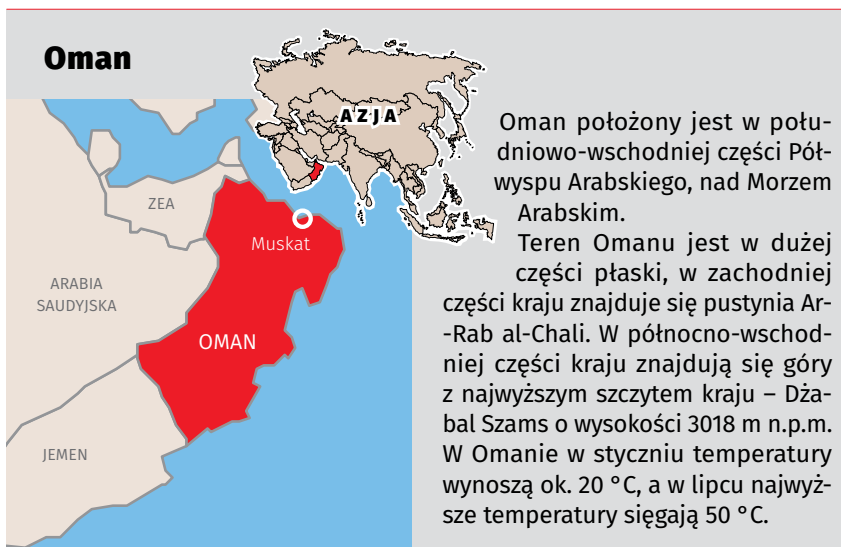 Oman
AZJA
ZEA
Muskat
ARABIA
SAUDYJSKA
OMAN
JEMEN
Oman położony jest w połu-
dniowo-wschodniej części Pół-
wyspu Arabskiego, nad Morzem
Arabskim.
Teren Omanu jest w dużej
części płaski, w zachodniej
części kraju znajduje się pustynia Ar-
-Rab al-Chali. W północno-wschod-
niej części kraju znajdują się góry
z najwyższym szczytem kraju – Dża-
bal Szams o wysokości 3018 m n.p.m.
W Omanie w styczniu temperatury
wynoszą ok. 20 °C, a w lipcu najwyż-
sze temperatury sięgają 50 °C.